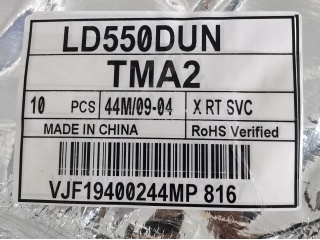 LD550DUN
TMA2
10 PCS 44M/09-04 X RT SVC
MADE IN CHINA RoHS Verified
VJF19400244MP 816